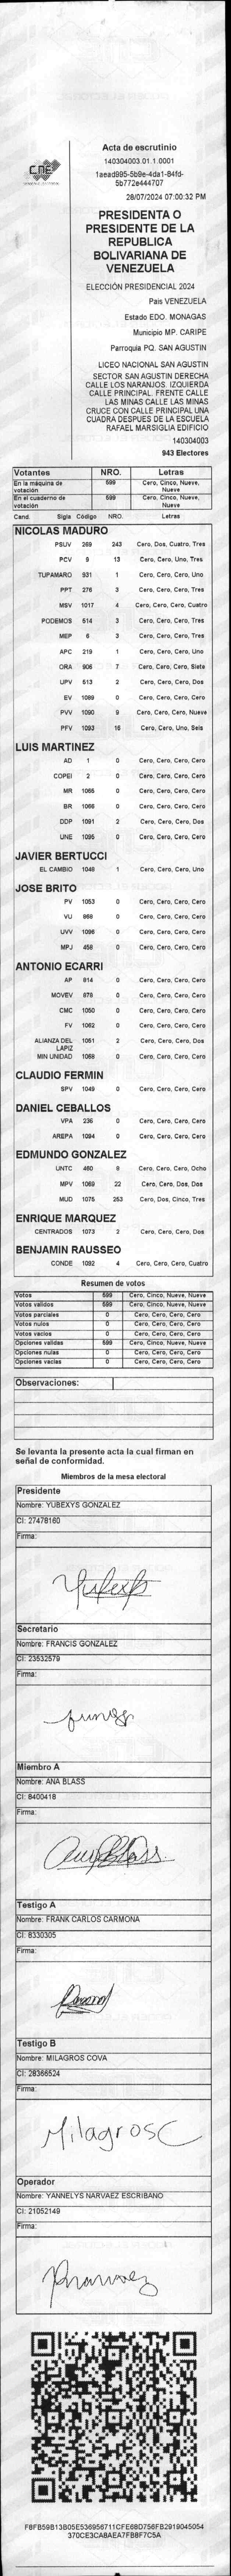 CNE
Acta de escrutinio
140304003.01.1.0001
1aead995-5b9e-4da1-84fd-
5b772e444707
28/07/2024 07:00:32 PM
PRESIDENTA O
PRESIDENTE DE LA
REPUBLICA
BOLIVARIANA DE
VENEZUELA
ELECCIÓN PRESIDENCIAL 2024
Pais VENEZUELA
Estado EDO. MONAGAS
Municipio MP. CARIPE
Parroquia PQ. SAN AGUSTIN
LICEO NACIONAL SAN AGUSTIN
SECTOR SAN AGUSTIN DERECHA
CALLE LOS NARANJOS. IZQUIERDA
CALLE PRINCIPAL. FRENTE CALLE
LAS MINAS CALLE LAS MINAS
CRUCE CON CALLE PRINCIPAL UNA
CUADRA DESPUES DE LA ESCUELA
RAFAEL MARSIGLIA EDIFICIO
140304003
943 Electores
Votantes NRO. Letras
En la máquina de votación 599 Cero, Cinco, Nueve, Nueve
En el cuaderno de votación 599 Cero, Cinco, Nueve, Nueve
Cand. Sigla Código NRO. Letras
NICOLAS MADURO
PSUV 269 243 Cero, Dos, Cuatro, Tres
PCV 9 13 Cero, Cero, Uno, Tres
TUPAMARO 931 1 Cero, Cero, Cero, Uno
PPT 276 3 Cero, Cero, Cero, Tres
MSV 1017 4 Cero, Cero, Cero, Cuatro
PODEMOS 514 3 Cero, Cero, Cero, Tres
MEP 6 3 Cero, Cero, Cero, Tres
APC 219 1 Cero, Cero, Cero, Uno
ORA 906 7 Cero, Cero, Cero, Siete
UPV 513 2 Cero, Cero, Cero, Dos
EV 1089 0 Cero, Cero, Cero, Cero
PVV 1090 9 Cero, Cero, Cero, Nueve
PFV 1093 16 Cero, Cero, Uno, Seis
LUIS MARTINEZ
AD 1 0 Cero, Cero, Cero, Cero
COPEI 2 0 Cero, Cero, Cero, Cero
MR 1065 0 Cero, Cero, Cero, Cero
BR 1066 0 Cero, Cero, Cero, Cero
DDP 1091 2 Cero, Cero, Cero, Dos
UNE 1095 0 Cero, Cero, Cero, Cero
JAVIER BERTUCCI
EL CAMBIO 1048 1 Cero, Cero, Cero, Uno
JOSE BRITO
PV 1053 0 Cero, Cero, Cero, Cero
VU 868 0 Cero, Cero, Cero, Cero
UVV 1096 0 Cero, Cero, Cero, Cero
MPJ 458 0 Cero, Cero, Cero, Cero
ANTONIO ECARRI
AP 814 0 Cero, Cero, Cero, Cero
MOVEV 878 0 Cero, Cero, Cero, Cero
CMC 1050 0 Cero, Cero, Cero, Cero
FV 1062 0 Cero, Cero, Cero, Cero
ALIANZA DEL LAPIZ 1061 2 Cero, Cero, Cero, Dos
MIN UNIDAD 1068 0 Cero, Cero, Cero, Cero
CLAUDIO FERMIN
SPV 1049 0 Cero, Cero, Cero, Cero
DANIEL CEBALLOS
VPA 236 0 Cero, Cero, Cero, Cero
AREPA 1094 0 Cero, Cero, Cero, Cero
EDMUNDO GONZALEZ
UNTC 480 8 Cero, Cero, Cero, Ocho
MPV 1069 22 Cero, Cero, Dos, Dos
MUD 1075 253 Cero, Dos, Cinco, Tres
ENRIQUE MARQUEZ
CENTRADOS 1073 2 Cero, Cero, Cero, Dos
BENJAMIN RAUSSEO
CONDE 1092 4 Cero, Cero, Cero, Cuatro
Resumen de votos
Votos 599 Cero, Cinco, Nueve, Nueve
Votos validos 599 Cero, Cinco, Nueve, Nueve
Votos parciales 0 Cero, Cero, Cero, Cero
Votos nulos 0 Cero, Cero, Cero, Cero
Votos vacios 0 Cero, Cero, Cero, Cero
Opciones validas 599 Cero, Cinco, Nueve, Nueve
Opciones nulas 0 Cero, Cero, Cero, Cero
Opciones vacias 0 Cero, Cero, Cero, Cero
Observaciones:
Se levanta la presente acta la cual firman en
señal de conformidad.
Miembros de la mesa electoral
Presidente
Nombre: YUBEXYS GONZALEZ
CI: 27478160
Firma:
Yubexys
Secretario
Nombre: FRANCIS GONZALEZ
CI: 23532579
Firma:
Miembro A
Nombre: ANA BLASS
CI: 8400418
Firma:
Testigo A
Nombre: FRANK CARLOS CARMONA
CI: 8330305
Firma:
Testigo B
Nombre: MILAGROS COVA
CI: 28366524
Firma:
MilagrosC
Operador
Nombre: YANNELYS NARVAEZ ESCRIBANO
CI: 21052149
Firma:
F8FB59B13B05E536956711CFE68D756FB2919045054
370CE3CA8AEA7FB8F7C5A